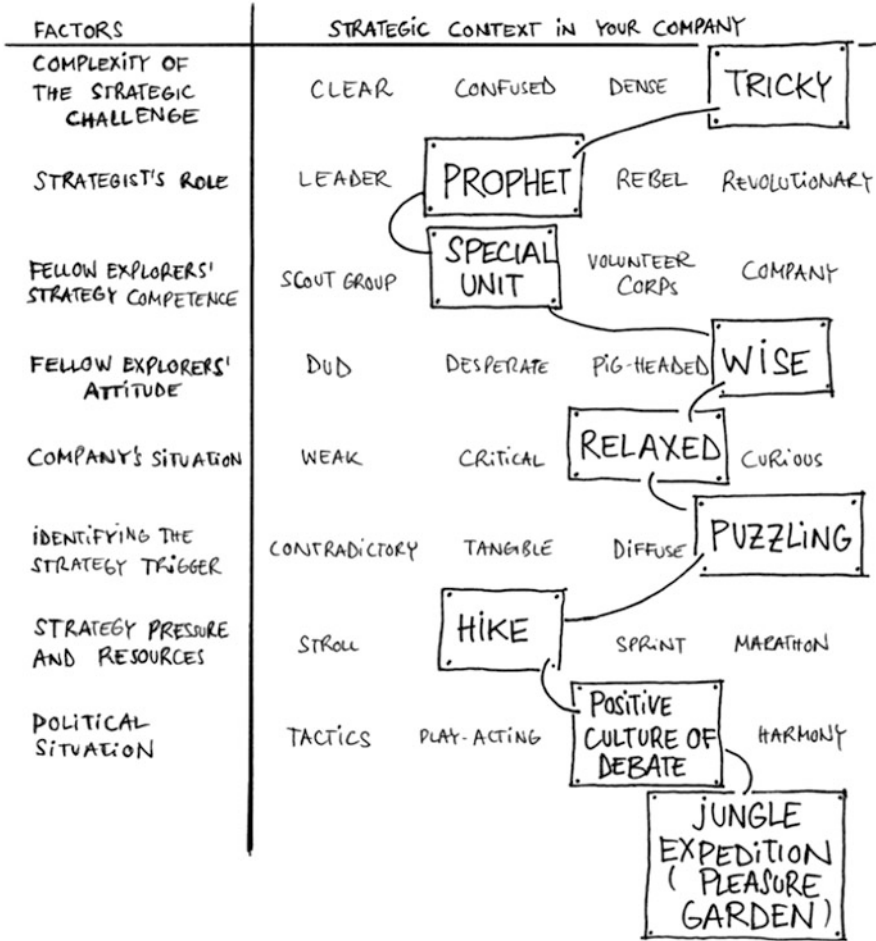 FACTORS STRATEGIC CONTEXT IN YOUR COMPANY
COMPLEXITY OF
THE STRATEGIC
CHALLENGE
CLEAR CONFUSED DENSE TRICKY
STRATEGIST'S ROLE LEADER PROPHET REBEL REVOLUTIONARY
FELLOW EXPLORERS'
STRATEGY COMPETENCE
SCOUT GROUP
SPECIAL
UNIT
VOLUNTEER
CORPS
COMPANY
FELLOW EXPLORERS'
ATTITUDE
DUD DESPERATE PIG-HEADED WISE
COMPANY'S SITUATION WEAK CRITICAL RELAXED CURIOUS
IDENTIFYING THE
STRATEGY TRIGGER
CONTRADICTORY TANGIBLE DIFFUSE PUZZLING
STRATEGY PRESSURE
AND RESOURCES
STROLL HIKE SPRINT MARATHON
POLITICAL
SITUATION
TACTICS PLAY-ACTING
POSITIVE
CULTURE OF
DEBATE
HARMONY
JUNGLE
EXPEDITION
( PLEASURE
GARDEN )